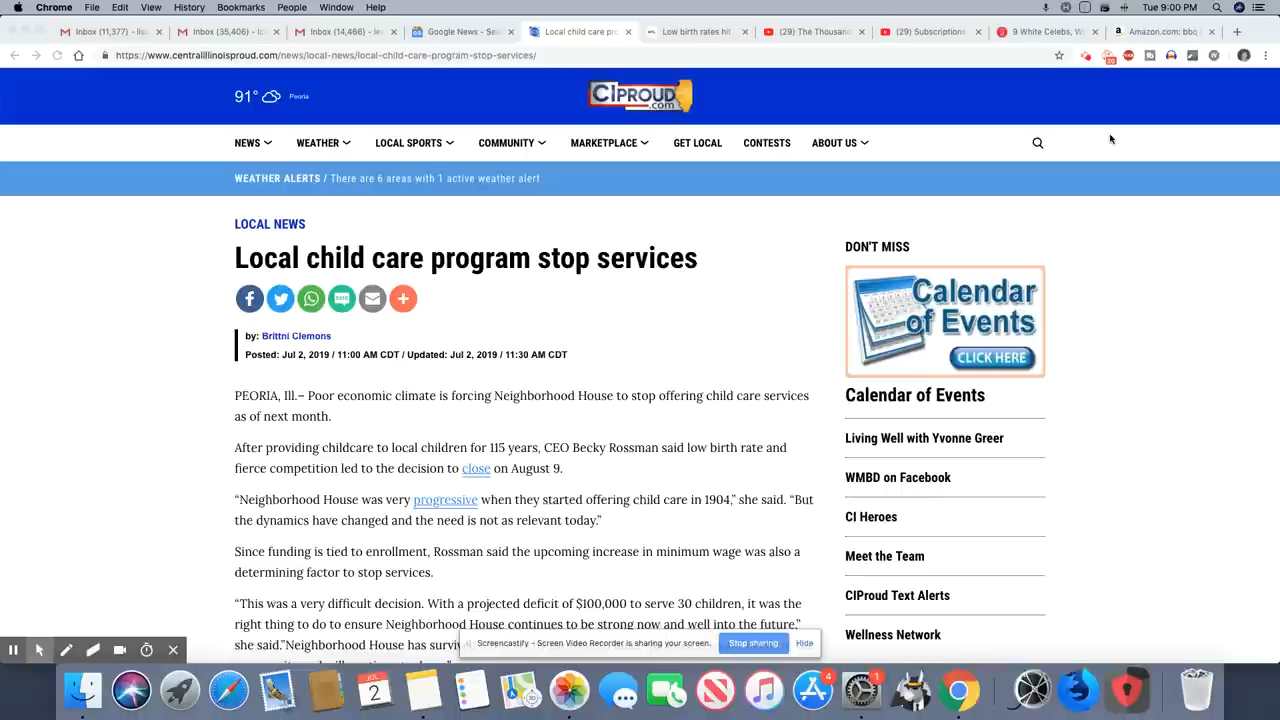 Chrome File Edit View History Bookmarks People Window Help Tue 9:00 PM
Inbox (11,377) - lis Inbox (35,406) - Inbox (14,466) - le Google News - Sea Local child care pro Low birth rates hit (29) The Thousan (29) Subscriptions 9 White Celebs, W Amazon.com: bbq
https://www.centralillinoisproud.com/news/local-news/local-child-care-program-stop-services/
20
91° Peoria CIPROUD.com
NEWS WEATHER LOCAL SPORTS COMMUNITY MARKETPLACE GET LOCAL CONTESTS ABOUT US
WEATHER ALERTS / There are 6 areas with 1 active weather alert
LOCAL NEWS
Local child care program stop services
SMS
by: Brittni Clemons
Posted: Jul 2, 2019 / 11:00 AM CDT / Updated: Jul 2, 2019 / 11:30 AM CDT
PEORIA, Ill.– Poor economic climate is forcing Neighborhood House to stop offering child care services
as of next month.
After providing childcare to local children for 115 years, CEO Becky Rossman said low birth rate and
fierce competition led to the decision to close on August 9.
“Neighborhood House was very progressive when they started offering child care in 1904,” she said. “But
the dynamics have changed and the need is not as relevant today.”
Since funding is tied to enrollment, Rossman said the upcoming increase in minimum wage was also a
determining factor to stop services.
“This was a very difficult decision. With a projected deficit of $100,000 to serve 30 children, it was the
right thing to do to ensure Neighborhood House continues to be strong now and well into the future,”
she said.”Neighborhood House has surviv
DON'T MISS
Calendar
of Events
CLICK HERE
Calendar of Events
Living Well with Yvonne Greer
WMBD on Facebook
CI Heroes
Meet the Team
CIProud Text Alerts
Wellness Network
Screencastify - Screen Video Recorder is sharing your screen. Stop sharing Hide
JUL
2
4
1